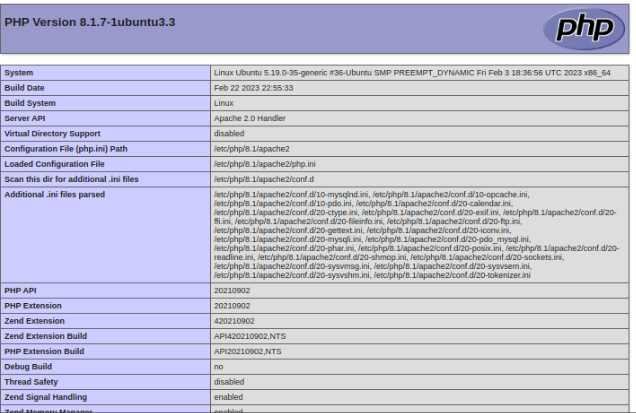 PHP Version 8.1.7-1ubuntu3.3
php
System Linux Ubuntu 5.19.0-35-generic #36-Ubuntu SMP PREEMPT_DYNAMIC Fri Feb 3 18:36:56 UTC 2023 x86_64
Build Date Feb 22 2023 22:55:33
Build System Linux
Server API Apache 2.0 Handler
Virtual Directory Support disabled
Configuration File (php.ini) Path /etc/php/8.1/apache2
Loaded Configuration File /etc/php/8.1/apache2/php.ini
Scan this dir for additional .ini files /etc/php/8.1/apache2/conf.d
Additional .ini files parsed /etc/php/8.1/apache2/conf.d/10-mysqlnd.ini, /etc/php/8.1/apache2/conf.d/10-opcache.ini,
/etc/php/8.1/apache2/conf.d/10-pdo.ini, /etc/php/8.1/apache2/conf.d/20-calendar.ini,
/etc/php/8.1/apache2/conf.d/20-ctype.ini, /etc/php/8.1/apache2/conf.d/20-exif.ini, /etc/php/8.1/apache2/conf.d/20-
ffi.ini, /etc/php/8.1/apache2/conf.d/20-fileinfo.ini, /etc/php/8.1/apache2/conf.d/20-ftp.ini,
/etc/php/8.1/apache2/conf.d/20-gettext.ini, /etc/php/8.1/apache2/conf.d/20-iconv.ini,
/etc/php/8.1/apache2/conf.d/20-mysqli.ini, /etc/php/8.1/apache2/conf.d/20-pdo_mysql.ini,
/etc/php/8.1/apache2/conf.d/20-phar.ini, /etc/php/8.1/apache2/conf.d/20-posix.ini, /etc/php/8.1/apache2/conf.d/20-
readline.ini, /etc/php/8.1/apache2/conf.d/20-shmop.ini, /etc/php/8.1/apache2/conf.d/20-sockets.ini,
/etc/php/8.1/apache2/conf.d/20-sysvmsg.ini, /etc/php/8.1/apache2/conf.d/20-sysvsem.ini,
/etc/php/8.1/apache2/conf.d/20-sysvshm.ini, /etc/php/8.1/apache2/conf.d/20-tokenizer.ini
PHP API 20210902
PHP Extension 20210902
Zend Extension 420210902
Zend Extension Build API420210902,NTS
PHP Extension Build API20210902,NTS
Debug Build no
Thread Safety disabled
Zend Signal Handling enabled
Zend Memory Manager enabled